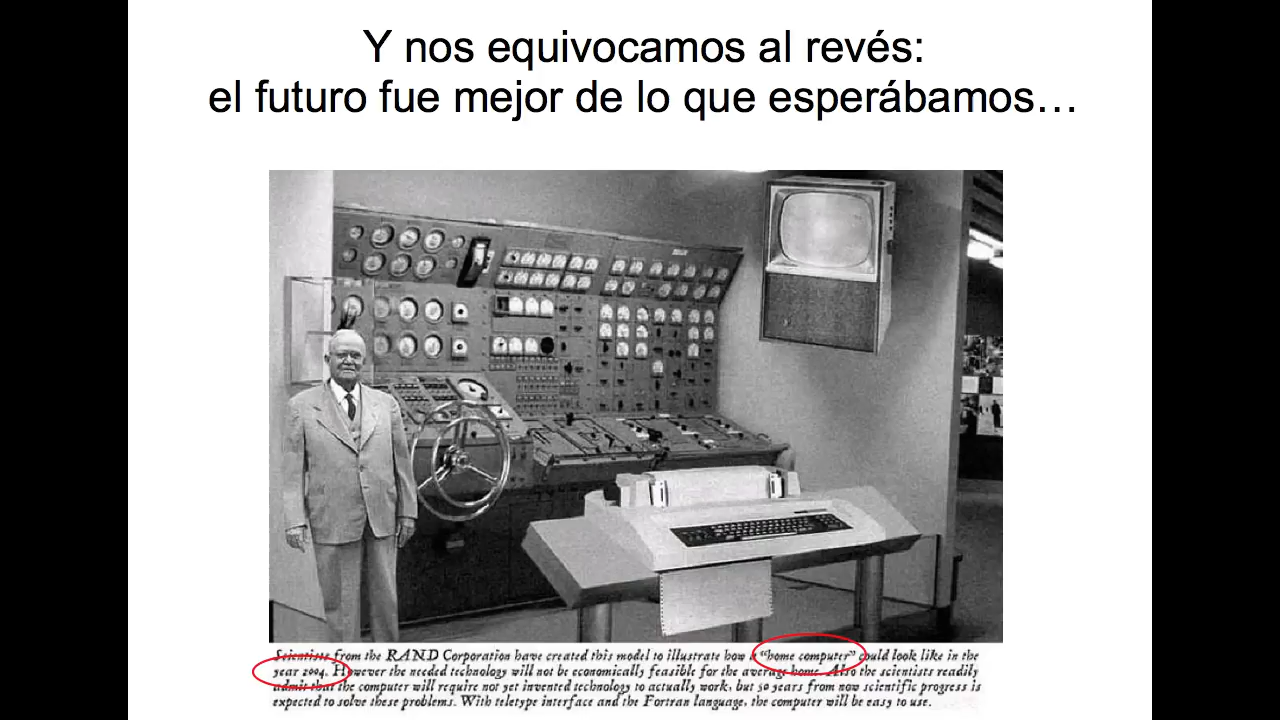 Y nos equivocamos al revés:
el futuro fue mejor de lo que esperábamos…
Scientists from the RAND Corporation have created this model to illustrate how a "home computer" could look like in the
year 2004. However the needed technology will not be economically feasible for the average home. Also the scientists readily
admit that the computer will require not yet invented technology to actually work, but 50 years from now scientific progress is
expected to solve these problems. With teletype interface and the Fortran language, the computer will be easy to use.